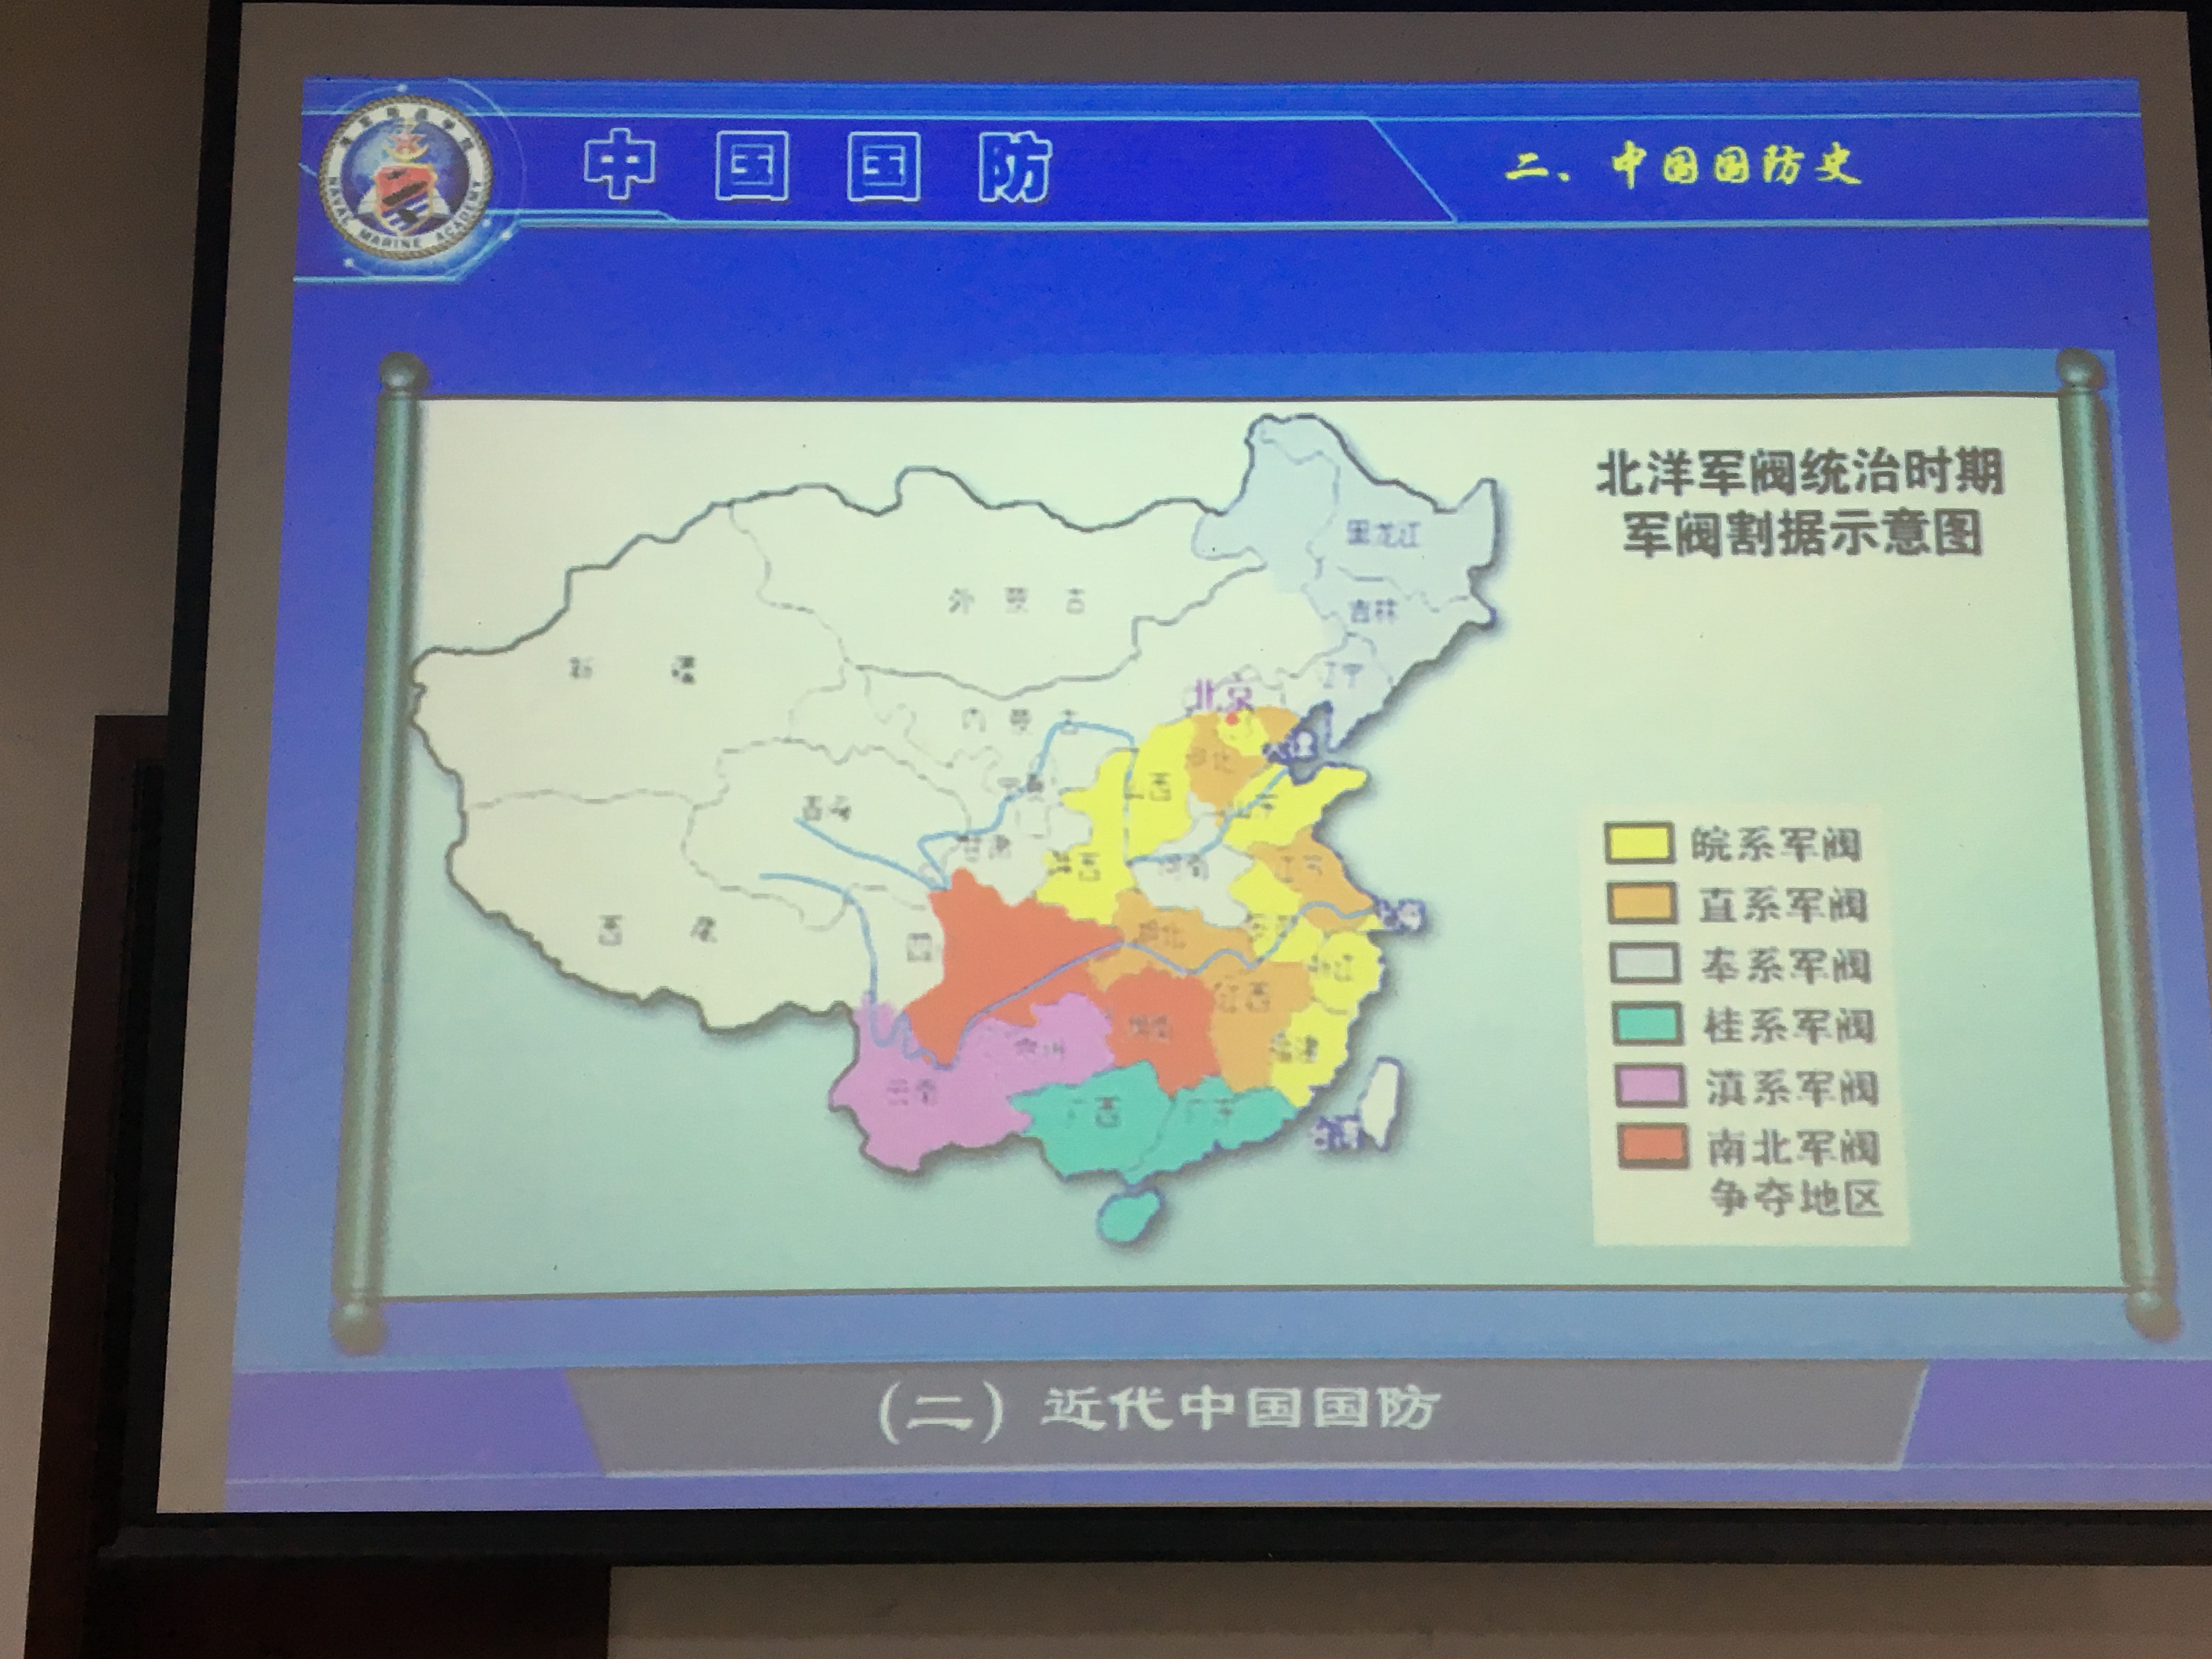 中国国防
二、中国国防史
NAVAL MARINE ACADEMY
北洋军阀统治时期
军阀割据示意图
黑龙江
外蒙古
吉林
新疆
辽宁
北京
内蒙古
河北
山西
宁夏
青海
山东
甘肃
陕西
河南
江苏
上海
西藏
四
湖北
安徽
浙江
江西
湖南
贵州
福建
云南
广西
广东
台湾
皖系军阀
直系军阀
奉系军阀
桂系军阀
滇系军阀
南北军阀
争夺地区
(二)近代中国国防